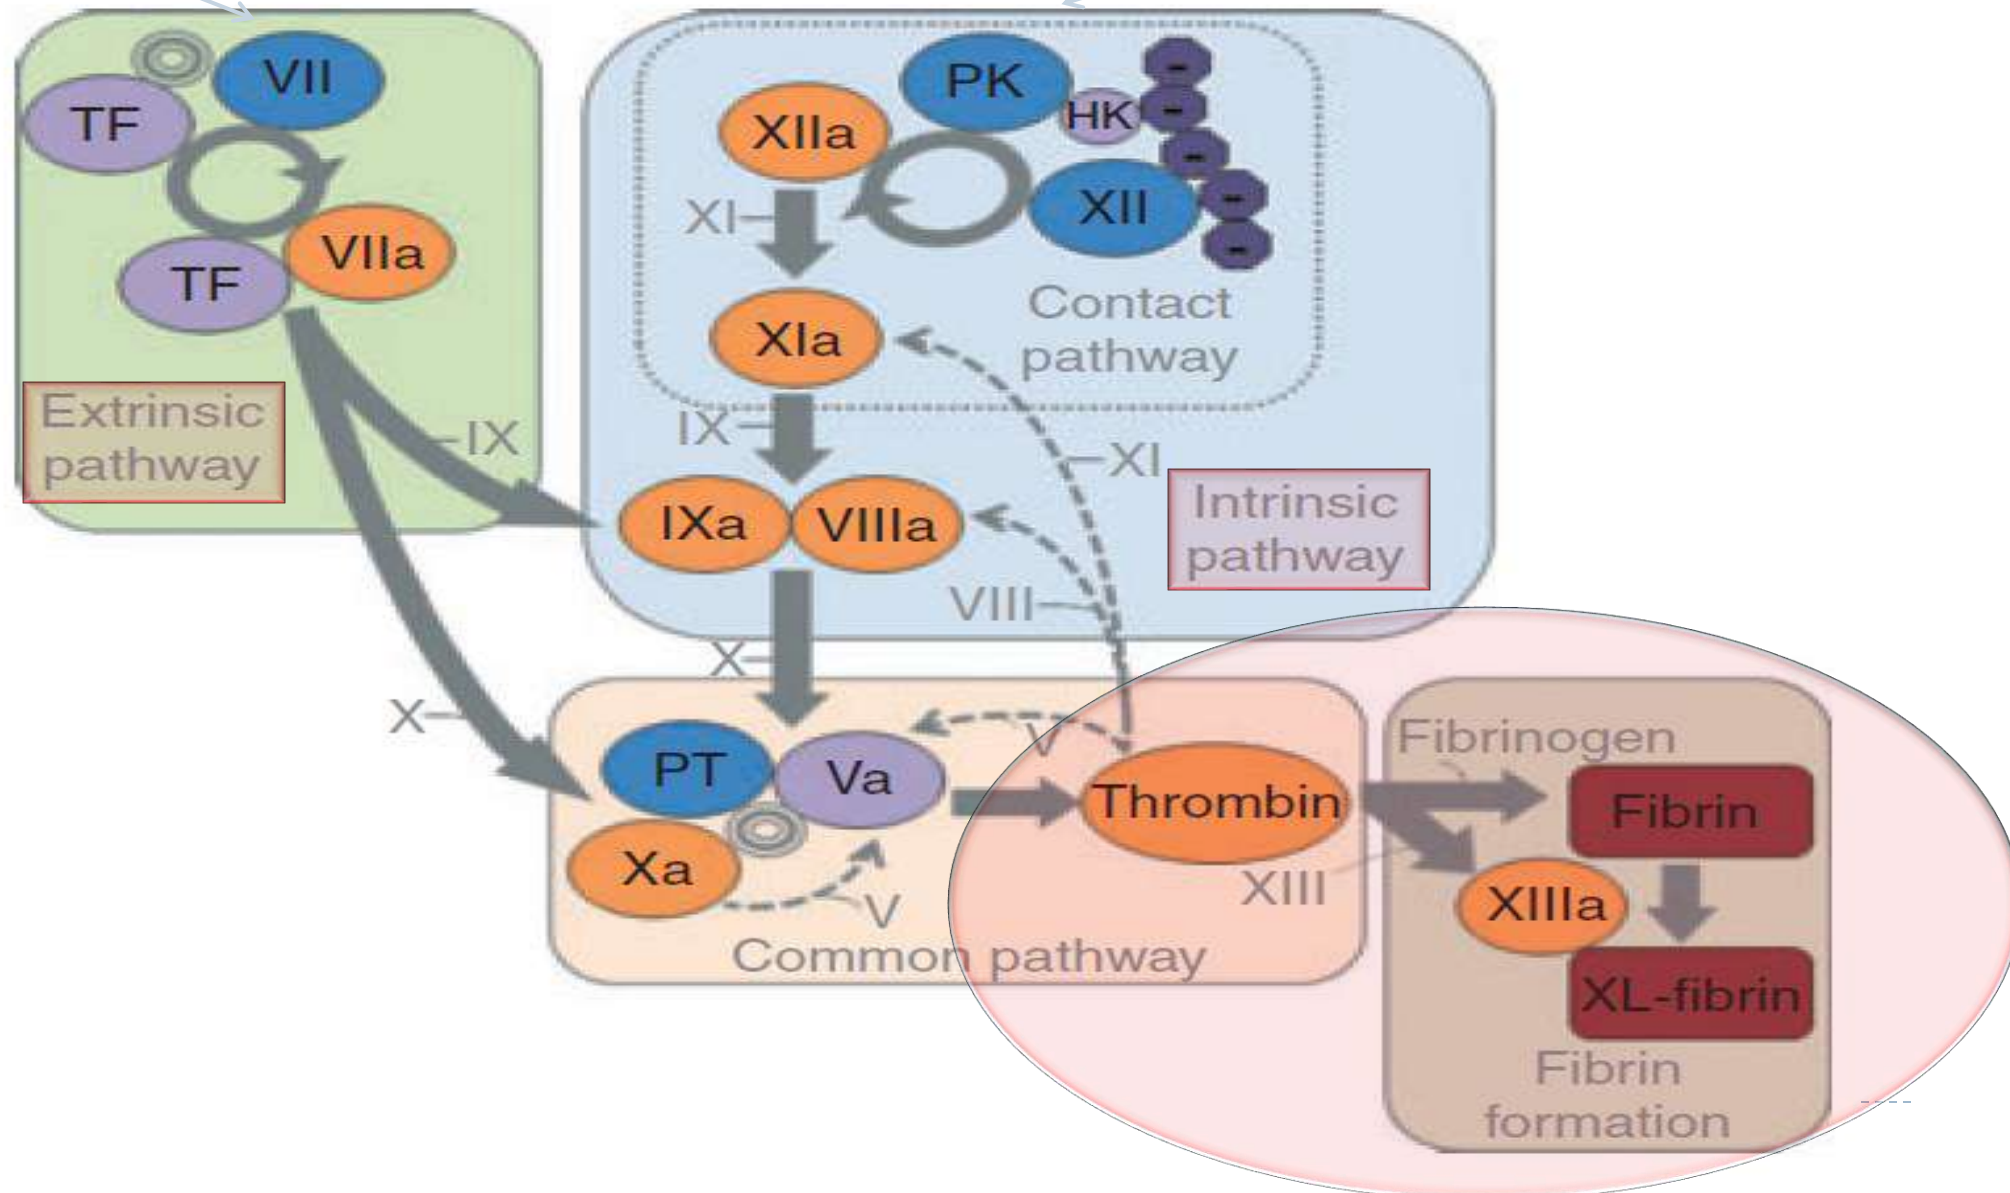 VII
TF
TF
VIIa
Extrinsic
pathway
IX
X
PK
HK
XIIa
XII
-
-
-
-
-
XI
XIa
Contact
pathway
IX
XI
IXa
VIIIa
Intrinsic
pathway
VIII
X
PT
Va
V
Xa
V
Common pathway
Thrombin
XIII
Fibrinogen
Fibrin
XIIIa
XL-fibrin
Fibrin
formation